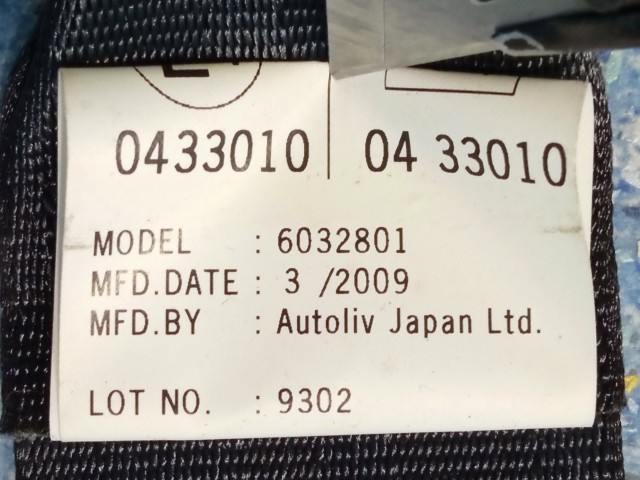 0433010 04 33010
MODEL : 6032801
MFD.DATE : 3 /2009
MFD.BY : Autoliv Japan Ltd.
LOT NO. : 9302